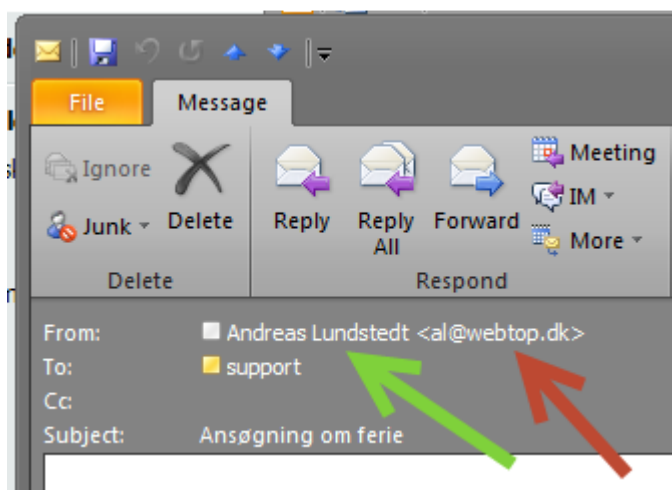 File Message
Ignore
Junk
Delete
Reply
Reply All
Forward
Meeting
IM
More
Delete
Respond
From: Andreas Lundstedt <al@webtop.dk>
To: support
Cc:
Subject: Ansøgning om ferie